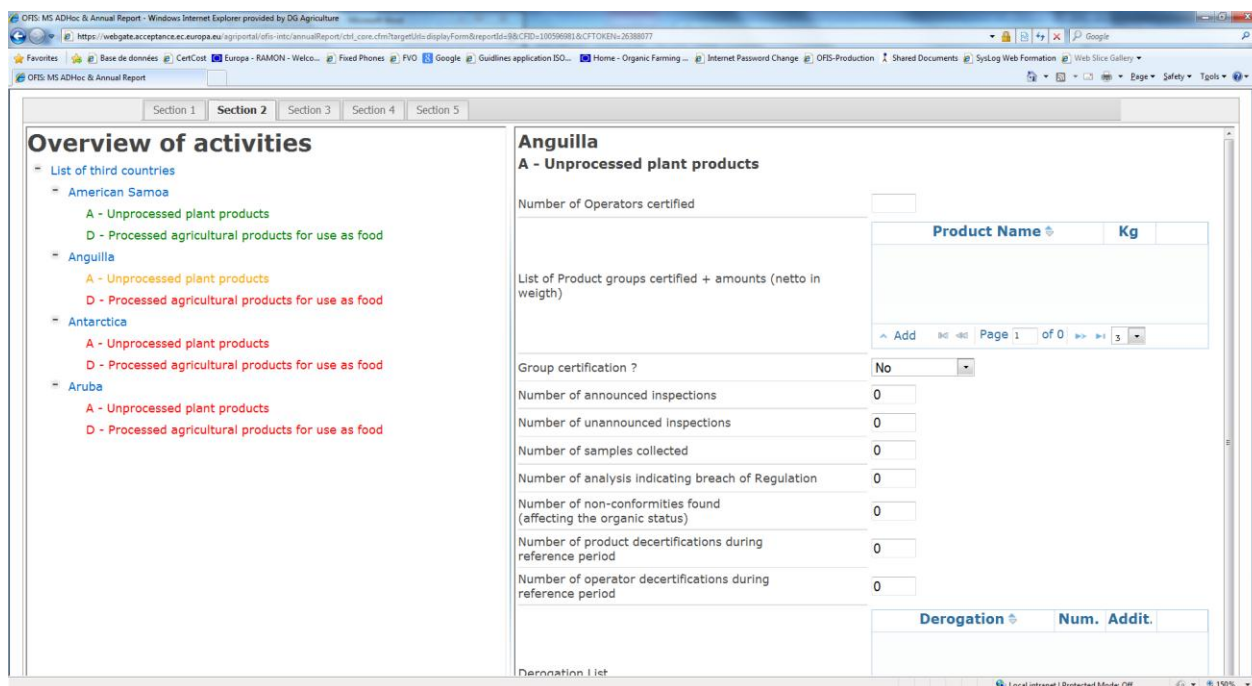 OFIS: MS ADHoc & Annual Report - Windows Internet Explorer provided by DG Agriculture
https://webgate.acceptance.ec.europa.eu/agriportal/ofis-intc/annualReport/ctrl_core.cfm?targetUrl=displayForm&reportId=9&CFID=100596981&CFTOKEN=26388077
Google
Favorites Base de données CertCost Europa - RAMON - Welco... Fixed Phones FVO Google Guidlines application ISO... Home - Organic Farming ... Internet Password Change OFIS-Production Shared Documents SysLog Web Formation Web Slice Gallery
OFIS: MS ADHoc & Annual Report
Page Safety Tools
Section 1 Section 2 Section 3 Section 4 Section 5
Overview of activities
List of third countries
American Samoa
A - Unprocessed plant products
D - Processed agricultural products for use as food
Anguilla
A - Unprocessed plant products
D - Processed agricultural products for use as food
Antarctica
A - Unprocessed plant products
D - Processed agricultural products for use as food
Aruba
A - Unprocessed plant products
D - Processed agricultural products for use as food
Anguilla
A - Unprocessed plant products
Number of Operators certified
Product Name Kg
List of Product groups certified + amounts (netto in
weigth)
Add Page 1 of 0 3
Group certification ? No
Number of announced inspections 0
Number of unannounced inspections 0
Number of samples collected 0
Number of analysis indicating breach of Regulation 0
Number of non-conformities found
(affecting the organic status) 0
Number of product decertifications during
reference period 0
Number of operator decertifications during
reference period 0
Derogation Num. Addit.
Derogation List
Local intranet | Protected Mode: Off 150%